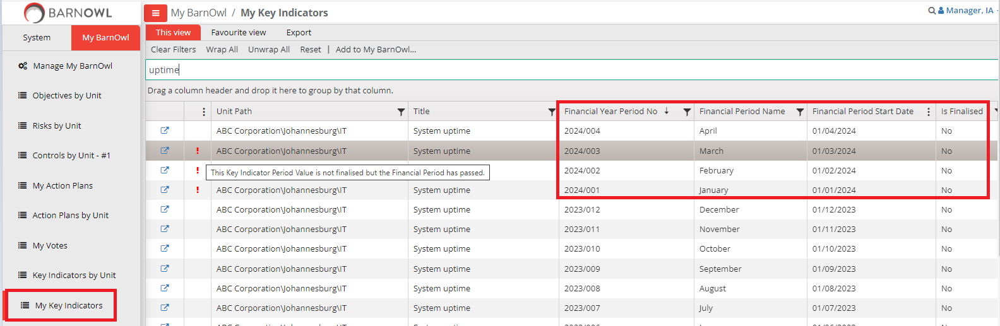 BARNOWL
My BarnOwl / My Key Indicators
Manager, IA
System
My BarnOwl
This view
Favourite view
Export
Clear Filters
Wrap All
Unwrap All
Reset
|
Add to My BarnOwl...
uptime
Drag a column header and drop it here to group by that column.
Manage My BarnOwl
Objectives by Unit
Risks by Unit
Controls by Unit - #1
My Action Plans
Action Plans by Unit
My Votes
Key Indicators by Unit
My Key Indicators
Unit Path Title Financial Year Period No ↓ Financial Period Name Financial Period Start Date Is Finalised
ABC Corporation\Johannesburg\IT System uptime 2024/004 April 01/04/2024 No
! ABC Corporation\Johannesburg\IT System uptime 2024/003 March 01/03/2024 No
! This Key Indicator Period Value is not finalised but the Financial Period has passed. 2024/002 February 01/02/2024 No
! ABC Corporation\Johannesburg\IT System uptime 2024/001 January 01/01/2024 No
ABC Corporation\Johannesburg\IT System uptime 2023/012 December 01/12/2023 No
ABC Corporation\Johannesburg\IT System uptime 2023/011 November 01/11/2023 No
ABC Corporation\Johannesburg\IT System uptime 2023/010 October 01/10/2023 No
ABC Corporation\Johannesburg\IT System uptime 2023/009 September 01/09/2023 No
ABC Corporation\Johannesburg\IT System uptime 2023/008 August 01/08/2023 No
ABC Corporation\Johannesburg\IT System uptime 2023/007 July 01/07/2023 No